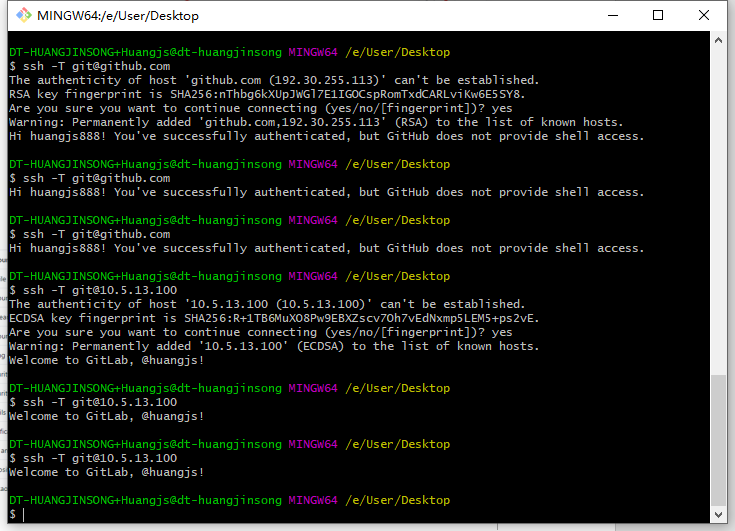 MINGW64:/e/User/Desktop
DT-HUANGJINSONG+Huangjs@dt-huangjinsong MINGW64 /e/User/Desktop
$ ssh -T git@github.com
The authenticity of host 'github.com (192.30.255.113)' can't be established.
RSA key fingerprint is SHA256:nThbg6kXUpJWGl7E1IGOCspRomTxdCARLviKw6E5SY8.
Are you sure you want to continue connecting (yes/no/[fingerprint])? yes
Warning: Permanently added 'github.com,192.30.255.113' (RSA) to the list of known hosts.
Hi huangjs888! You've successfully authenticated, but GitHub does not provide shell access.
DT-HUANGJINSONG+Huangjs@dt-huangjinsong MINGW64 /e/User/Desktop
$ ssh -T git@github.com
Hi huangjs888! You've successfully authenticated, but GitHub does not provide shell access.
DT-HUANGJINSONG+Huangjs@dt-huangjinsong MINGW64 /e/User/Desktop
$ ssh -T git@github.com
Hi huangjs888! You've successfully authenticated, but GitHub does not provide shell access.
DT-HUANGJINSONG+Huangjs@dt-huangjinsong MINGW64 /e/User/Desktop
$ ssh -T git@10.5.13.100
The authenticity of host '10.5.13.100 (10.5.13.100)' can't be established.
ECDSA key fingerprint is SHA256:R+1TB6MuXO8Pw9EBXZscv7Oh7vEdNxmp5LEM5+ps2vE.
Are you sure you want to continue connecting (yes/no/[fingerprint])? yes
Warning: Permanently added '10.5.13.100' (ECDSA) to the list of known hosts.
Welcome to GitLab, @huangjs!
DT-HUANGJINSONG+Huangjs@dt-huangjinsong MINGW64 /e/User/Desktop
$ ssh -T git@10.5.13.100
Welcome to GitLab, @huangjs!
DT-HUANGJINSONG+Huangjs@dt-huangjinsong MINGW64 /e/User/Desktop
$ ssh -T git@10.5.13.100
Welcome to GitLab, @huangjs!
DT-HUANGJINSONG+Huangjs@dt-huangjinsong MINGW64 /e/User/Desktop
$